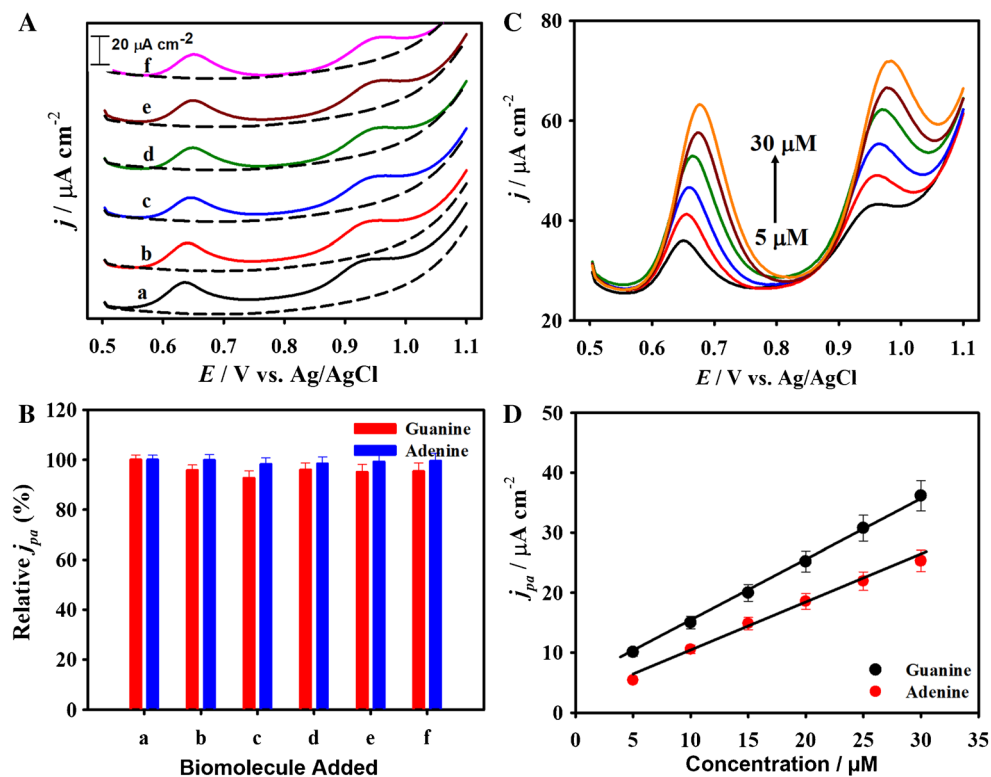 A
20 µA cm-2
f
e
d
c
b
a
j / µA cm-2
0.5 0.6 0.7 0.8 0.9 1.0 1.1
E / V vs. Ag/AgCl
C
80
60
40
20
j / µA cm-2
30 µM
5 µM
0.5 0.6 0.7 0.8 0.9 1.0 1.1
E / V vs. Ag/AgCl
B
120
100
80
60
40
20
0
Relative jpa (%)
Guanine
Adenine
a b c d e f
Biomolecule Added
D
50
40
30
20
10
0
jpa / µA cm-2
Guanine
Adenine
0 5 10 15 20 25 30 35
Concentration / µM